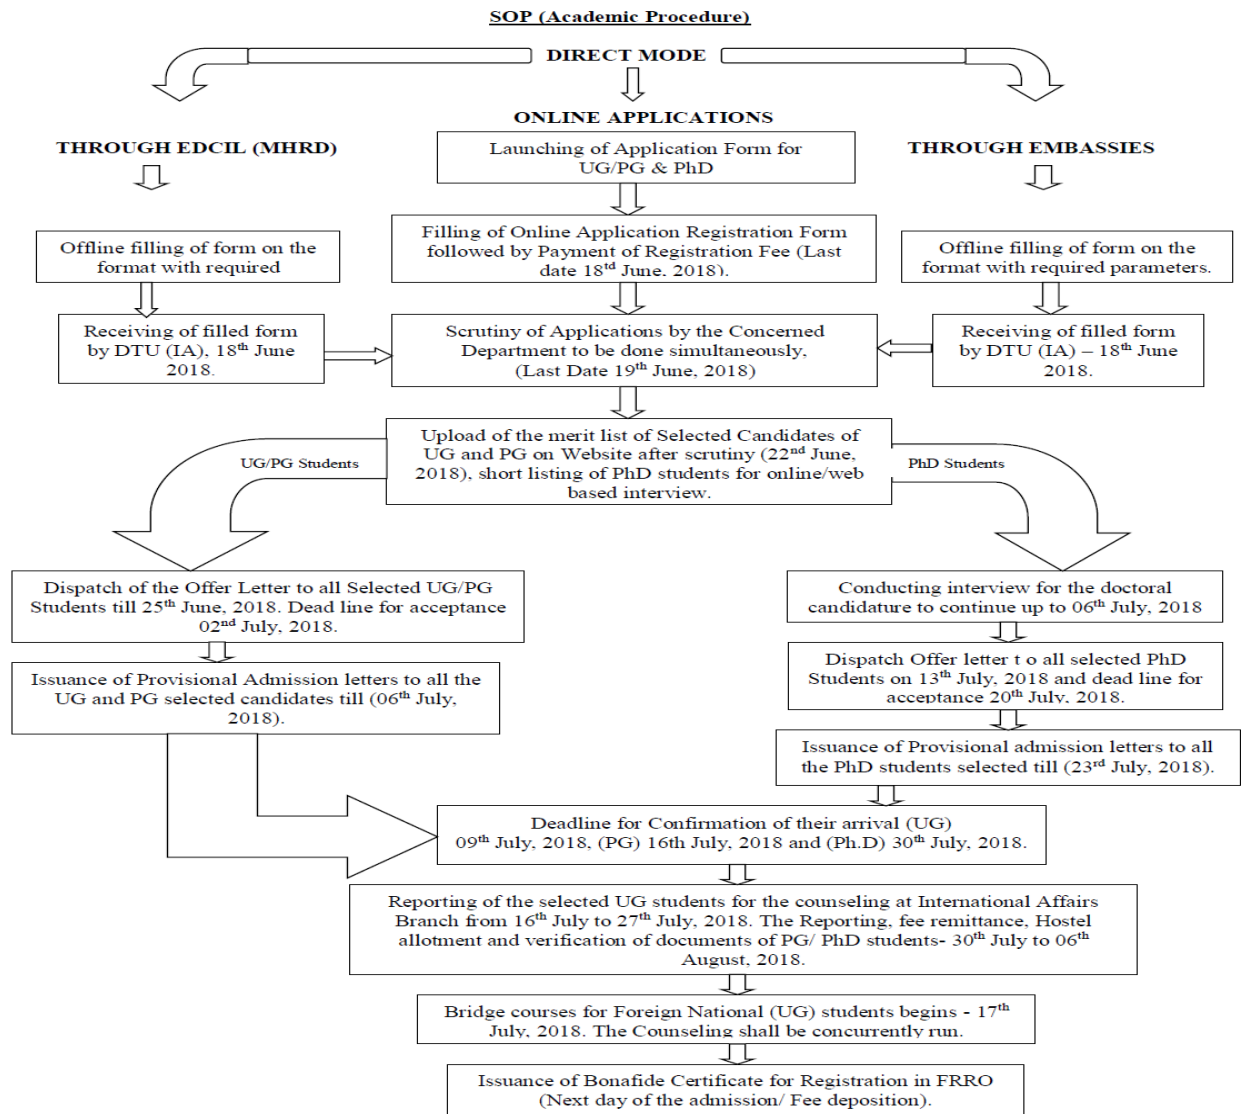 SOP (Academic Procedure)
DIRECT MODE
ONLINE APPLICATIONS
THROUGH EDCIL (MHRD)
THROUGH EMBASSIES
Launching of Application Form for
UG/PG & PhD
Offline filling of form on the
format with required
Filling of Online Application Registration Form
followed by Payment of Registration Fee (Last
date 18rd June, 2018).
Offline filling of form on the
format with required parameters.
Receiving of filled form
by DTU (IA), 18th June
2018.
Scrutiny of Applications by the Concerned
Department to be done simultaneously,
(Last Date 19th June, 2018)
Receiving of filled form
by DTU (IA) – 18th June
2018.
Upload of the merit list of Selected Candidates of
UG and PG on Website after scrutiny (22nd June,
2018), short listing of PhD students for online/web
based interview.
UG/PG Students
PhD Students
Dispatch of the Offer Letter to all Selected UG/PG
Students till 25th June, 2018. Dead line for acceptance
02nd July, 2018.
Issuance of Provisional Admission letters to all the
UG and PG selected candidates till (06th July,
2018).
Conducting interview for the doctoral
candidature to continue up to 06th July, 2018
Dispatch Offer letter t o all selected PhD
Students on 13th July, 2018 and dead line for
acceptance 20th July, 2018.
Issuance of Provisional admission letters to all
the PhD students selected till (23rd July, 2018).
Deadline for Confirmation of their arrival (UG)
09th July, 2018, (PG) 16th July, 2018 and (Ph.D) 30th July, 2018.
Reporting of the selected UG students for the counseling at International Affairs
Branch from 16th July to 27th July, 2018. The Reporting, fee remittance, Hostel
allotment and verification of documents of PG/ PhD students- 30th July to 06th
August, 2018.
Bridge courses for Foreign National (UG) students begins - 17th
July, 2018. The Counseling shall be concurrently run.
Issuance of Bonafide Certificate for Registration in FRRO
(Next day of the admission/ Fee deposition).